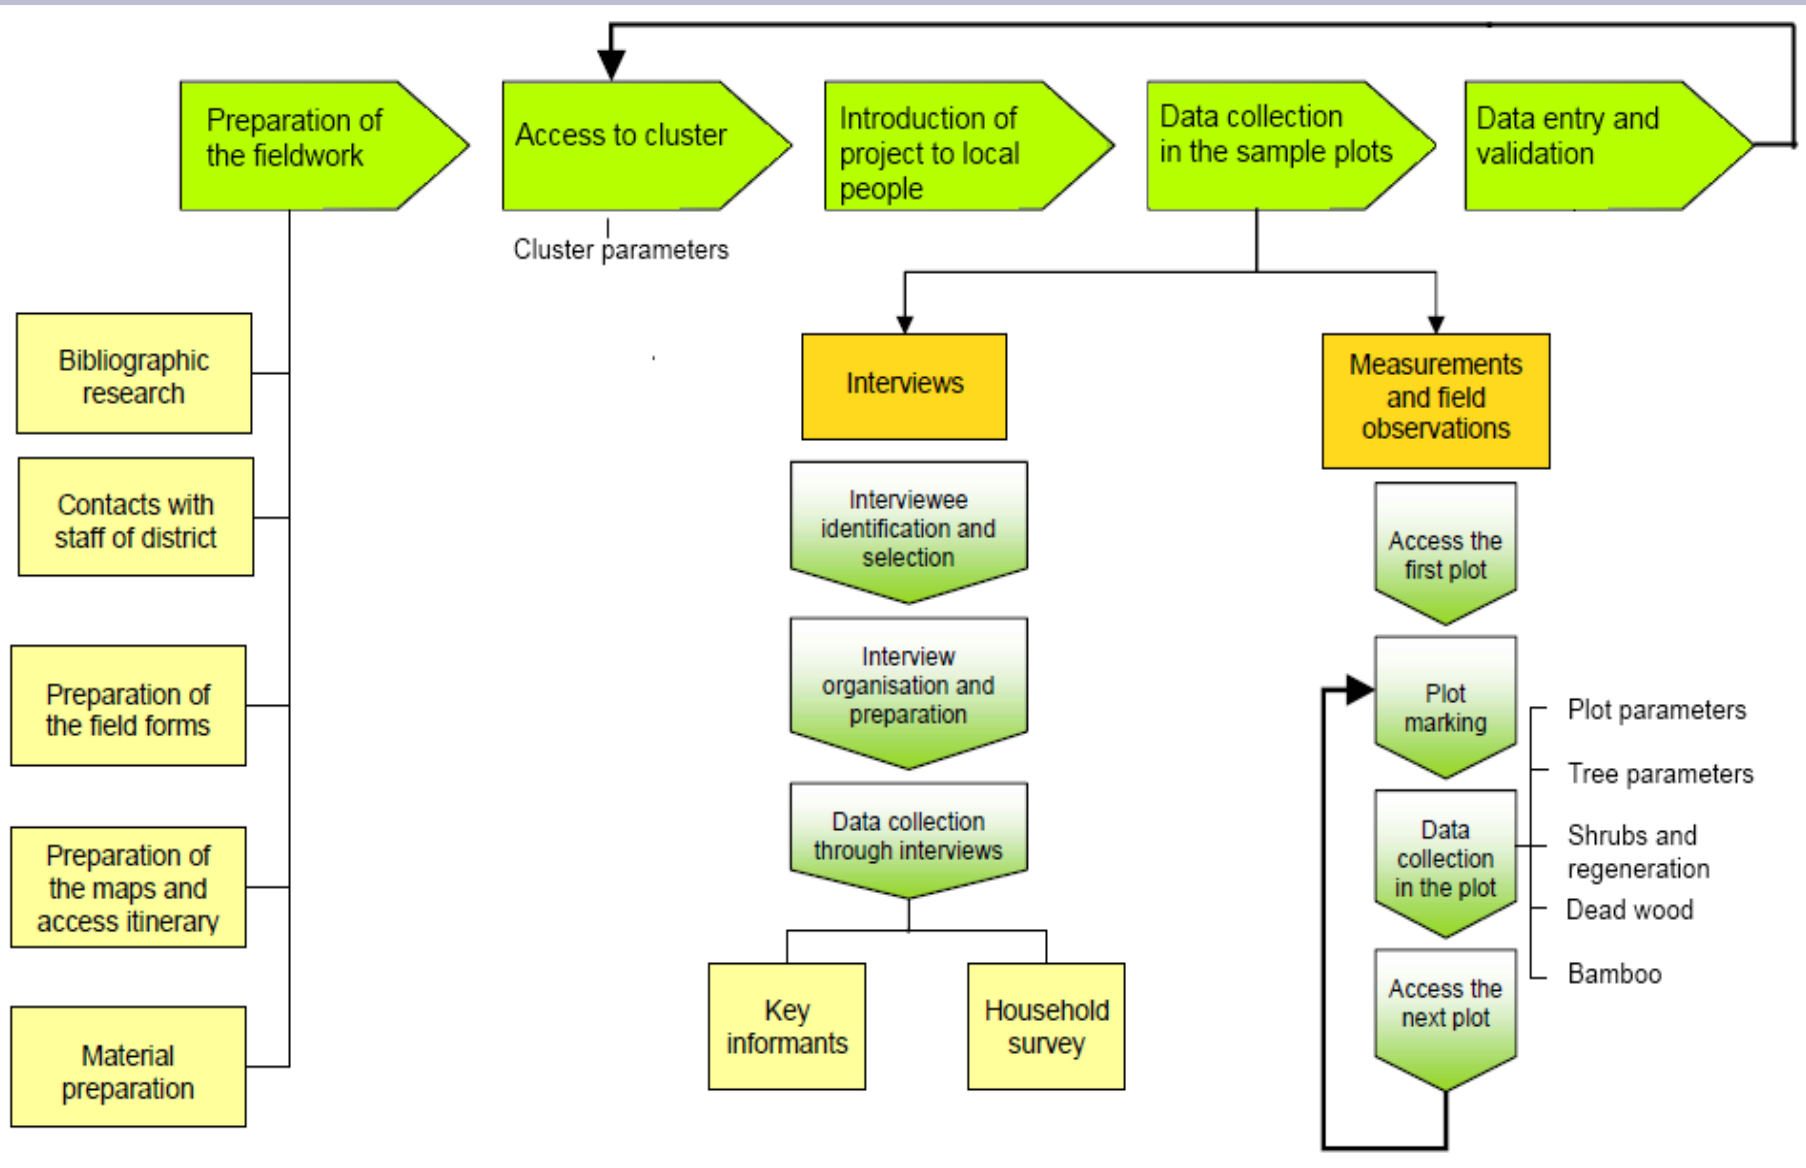 Preparation of
the fieldwork
Access to cluster
Introduction of
project to local
people
Data collection
in the sample plots
Data entry and
validation
Cluster parameters
Bibliographic
research
Contacts with
staff of district
Preparation of
the field forms
Preparation of
the maps and
access itinerary
Material
preparation
Interviews
Interviewee
identification and
selection
Interview
organisation and
preparation
Data collection
through interviews
Key
informants
Household
survey
Measurements
and field
observations
Access the
first plot
Plot
marking
Data
collection
in the plot
Access the
next plot
Plot parameters
Tree parameters
Shrubs and
regeneration
Dead wood
Bamboo